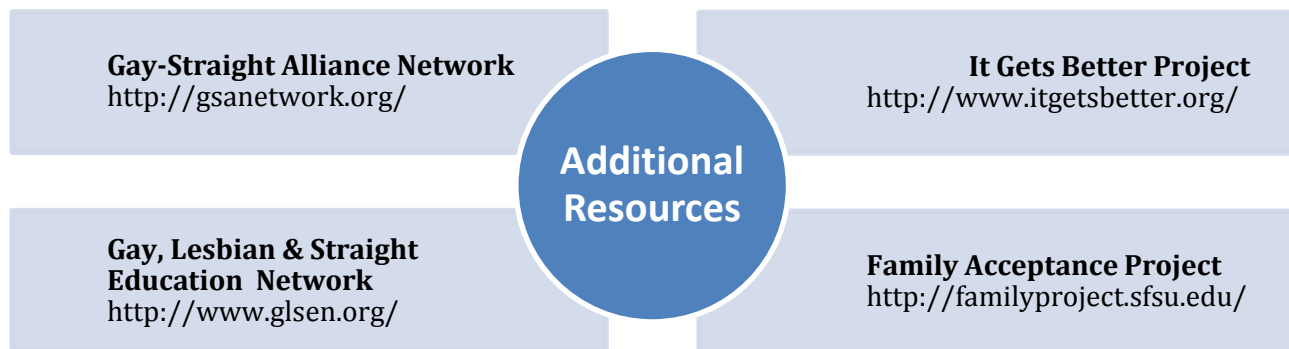 Gay-Straight Alliance Network
http://gsanetwork.org/
It Gets Better Project
http://www.itgetsbetter.org/
Additional
Resources
Gay, Lesbian & Straight
Education  Network
http://www.glsen.org/
Family Acceptance Project
http://familyproject.sfsu.edu/